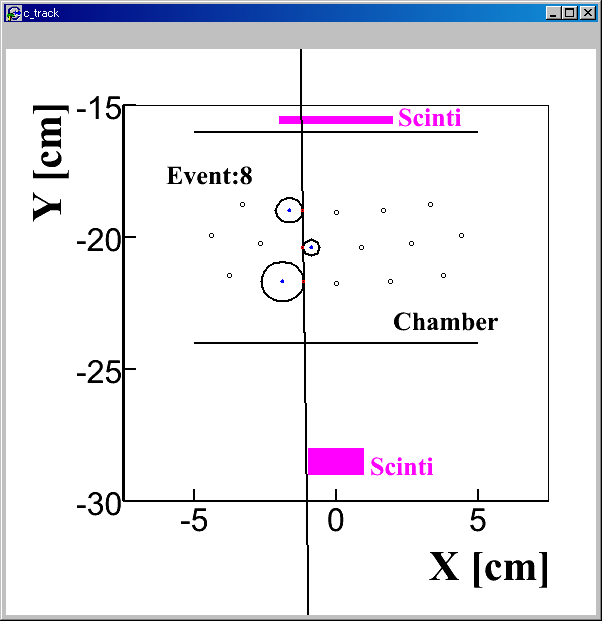 c_track
-15
Scinti
Y [cm]
Event:8
-20
Chamber
-25
Scinti
-30
-5
0
5
X [cm]